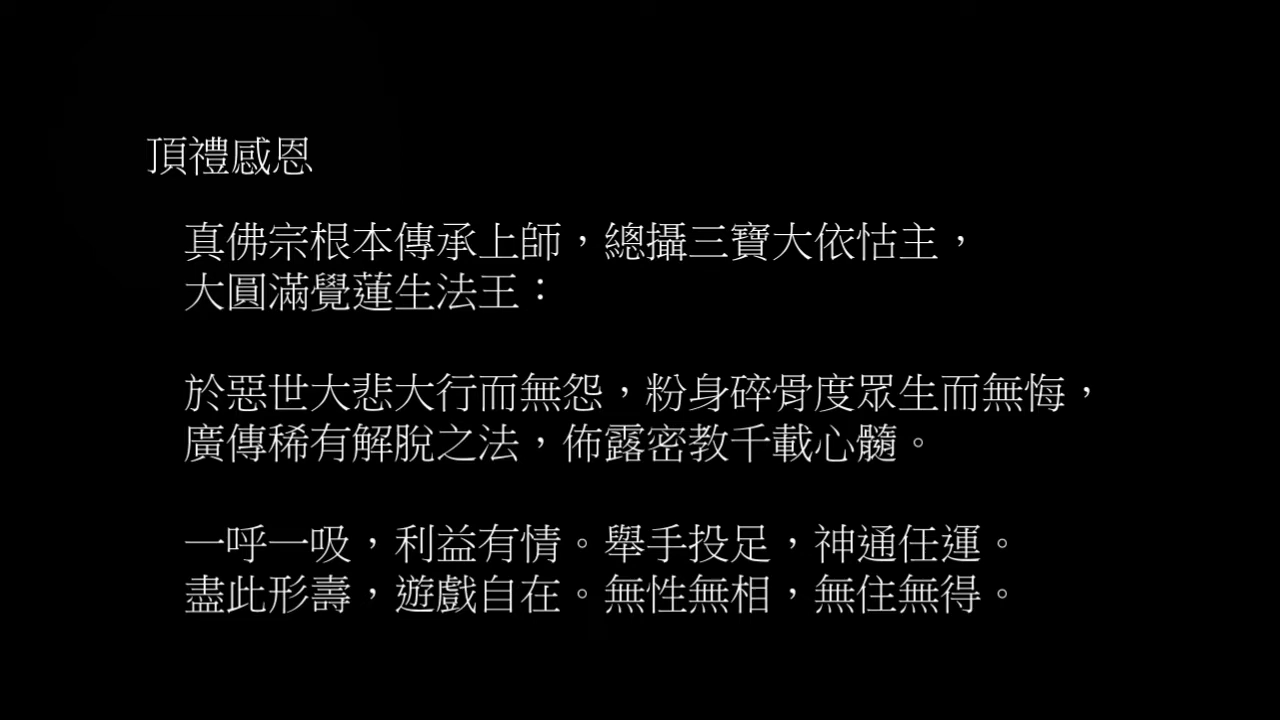 頂禮感恩
真佛宗根本傳承上師，總攝三寶大依怙主，
大圓滿覺蓮生法王：
於惡世大悲大行而無怨，粉身碎骨度眾生而無悔，
廣傳稀有解脫之法，佈露密教千載心髓。
一呼一吸，利益有情。舉手投足，神通任運。
盡此形壽，遊戲自在。無性無相，無住無得。